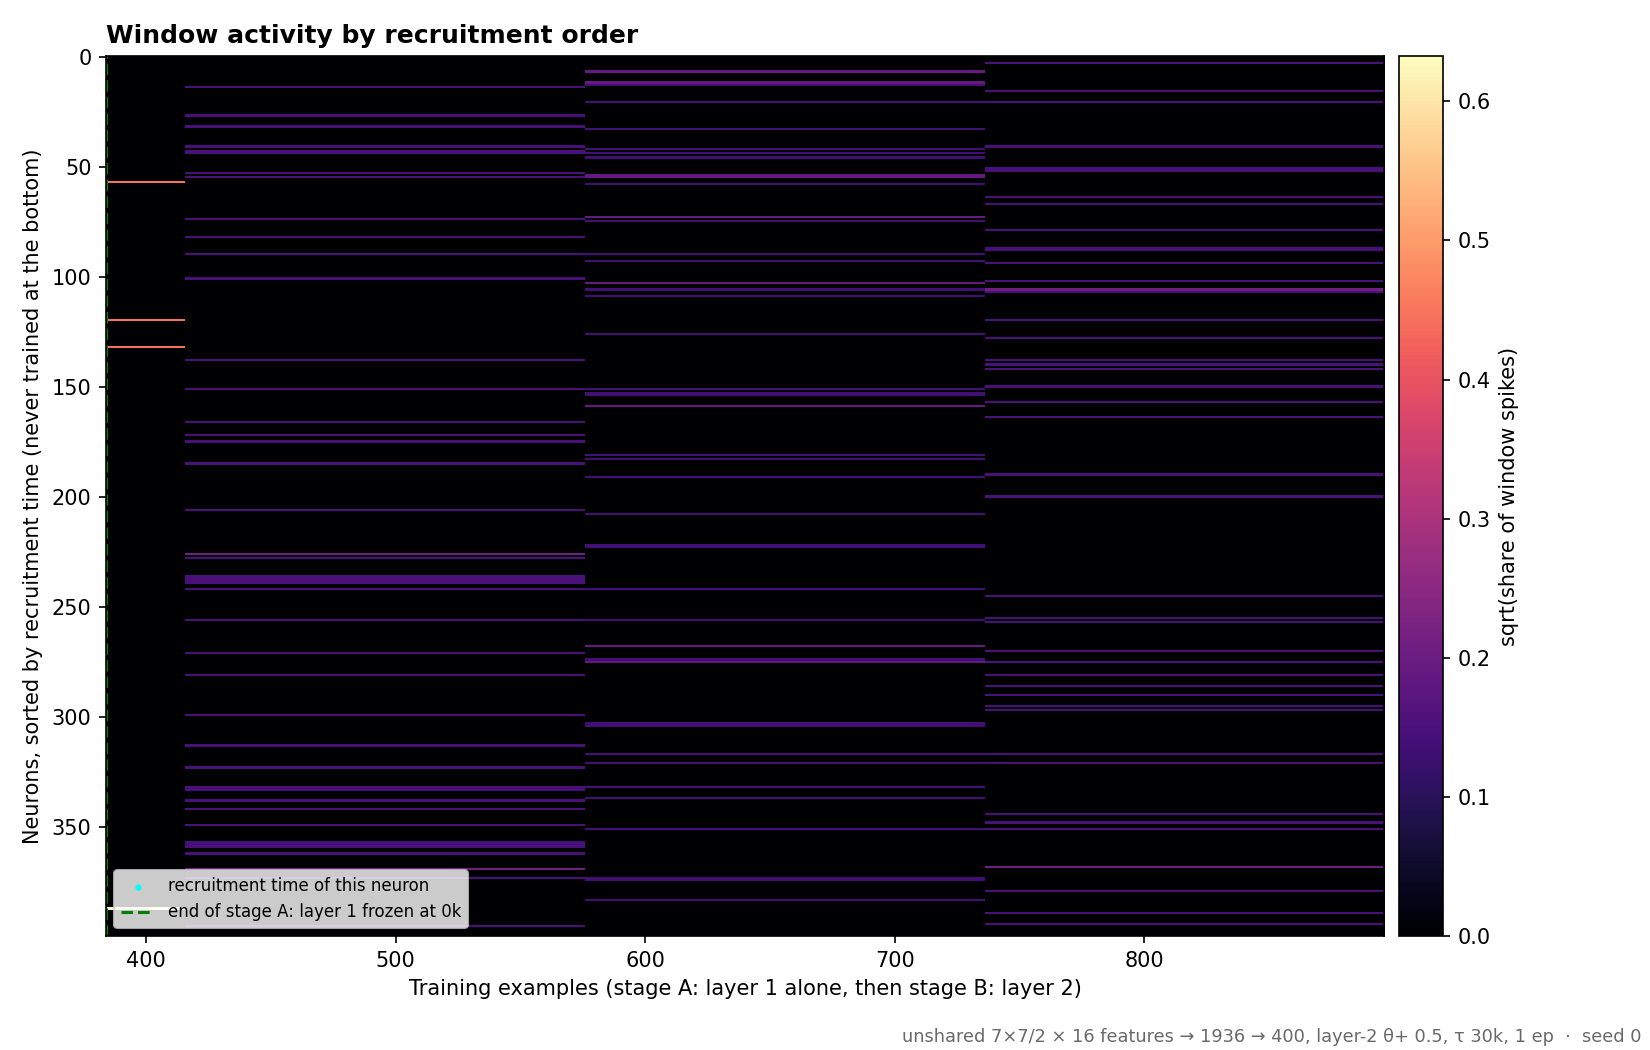 Window activity by recruitment order
0
50
100
150
200
250
300
350
Neurons, sorted by recruitment time (never trained at the bottom)
recruitment time of this neuron
end of stage A: layer 1 frozen at 0k
400
500
600
700
800
Training examples (stage A: layer 1 alone, then stage B: layer 2)
0.6
0.5
0.4
0.3
0.2
0.1
0.0
sqrt(share of window spikes)
unshared 7×7/2 × 16 features → 1936 → 400, layer-2 θ+ 0.5, τ 30k, 1 ep · seed 0